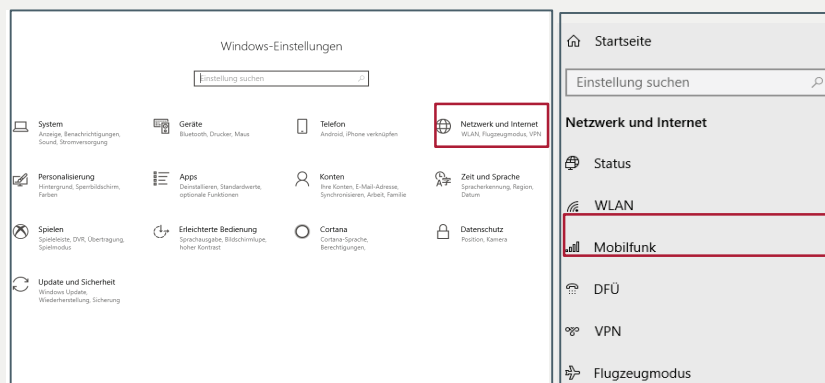 Windows-Einstellungen
Einstellung suchen
System
Anzeige, Benachrichtigungen,
Sound, Stromversorgung
Geräte
Bluetooth, Drucker, Maus
Telefon
Android, iPhone verknüpfen
Netzwerk und Internet
WLAN, Flugzeugmodus, VPN
Personalisierung
Hintergrund, Sperrbildschirm,
Farben
Apps
Deinstallieren, Standardwerte,
optionale Funktionen
Konten
Ihre Konten, E-Mail-Adresse,
Synchronisieren, Arbeit, Familie
Zeit und Sprache
Spracherkennung, Region,
Datum
Spielen
Spieleleiste, DVR, Übertragung,
Spielmodus
Erleichterte Bedienung
Sprachausgabe, Bildschirmlupe,
hoher Kontrast
Cortana
Cortana-Sprache,
Berechtigungen,
Datenschutz
Position, Kamera
Update und Sicherheit
Windows Update,
Wiederherstellung, Sicherung
Startseite
Einstellung suchen
Netzwerk und Internet
Status
WLAN
Mobilfunk
DFÜ
VPN
Flugzeugmodus